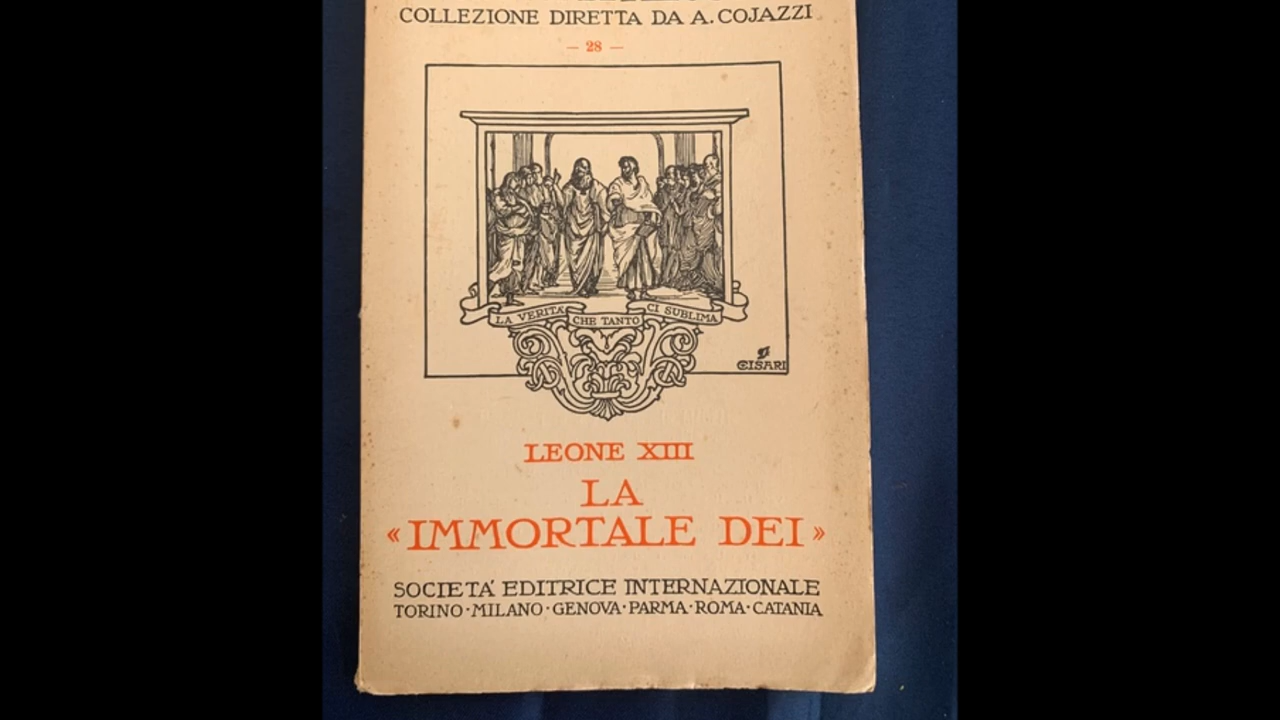 COLLEZIONE DIRETTA DA A. COJAZZI
— 28 —
LA VERITÀ CHE TANTO CI SUBLIMA
CISARI
LEONE XIII
LA
« IMMORTALE DEI »
SOCIETA' EDITRICE INTERNAZIONALE
TORINO · MILANO · GENOVA · PARMA · ROMA · CATANIA